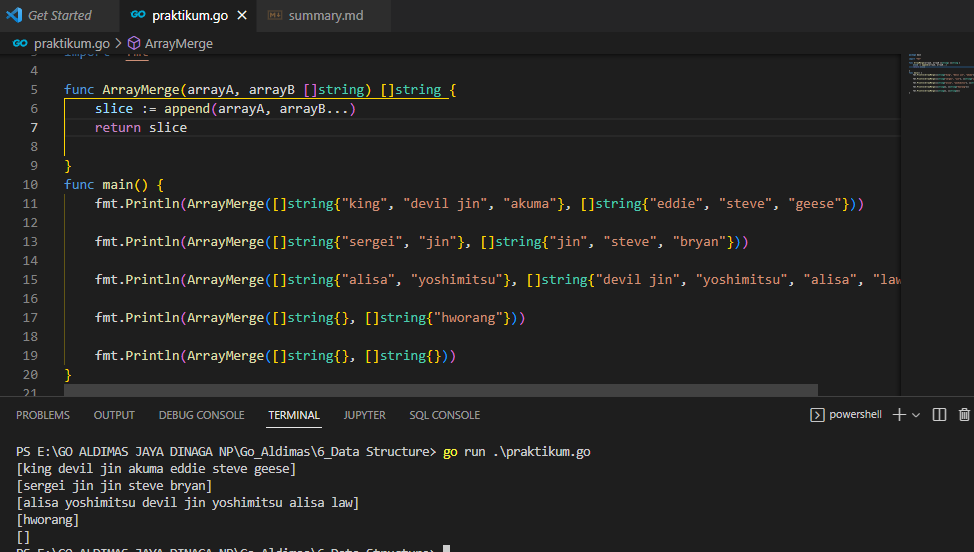 Get Started praktikum.go summary.md
praktikum.go > ArrayMerge
3 import "fmt"
4
5 func ArrayMerge(arrayA, arrayB []string) []string {
6 slice := append(arrayA, arrayB...)
7 return slice
8
9 }
10 func main() {
11 fmt.Println(ArrayMerge([]string{"king", "devil jin", "akuma"}, []string{"eddie", "steve", "geese"}))
12
13 fmt.Println(ArrayMerge([]string{"sergei", "jin"}, []string{"jin", "steve", "bryan"}))
14
15 fmt.Println(ArrayMerge([]string{"alisa", "yoshimitsu"}, []string{"devil jin", "yoshimitsu", "alisa", "law
16
17 fmt.Println(ArrayMerge([]string{}, []string{"hworang"}))
18
19 fmt.Println(ArrayMerge([]string{}, []string{}))
20 }
21
PROBLEMS OUTPUT DEBUG CONSOLE TERMINAL JUPYTER SQL CONSOLE powershell
PS E:\GO ALDIMAS JAYA DINAGA NP\Go_Aldimas\6_Data Structure> go run .\praktikum.go
[king devil jin akuma eddie steve geese]
[sergei jin jin steve bryan]
[alisa yoshimitsu devil jin yoshimitsu alisa law]
[hworang]
[]
PS E:\GO ALDIMAS JAYA DINAGA NP\Go_Aldimas\6_Data Structure>